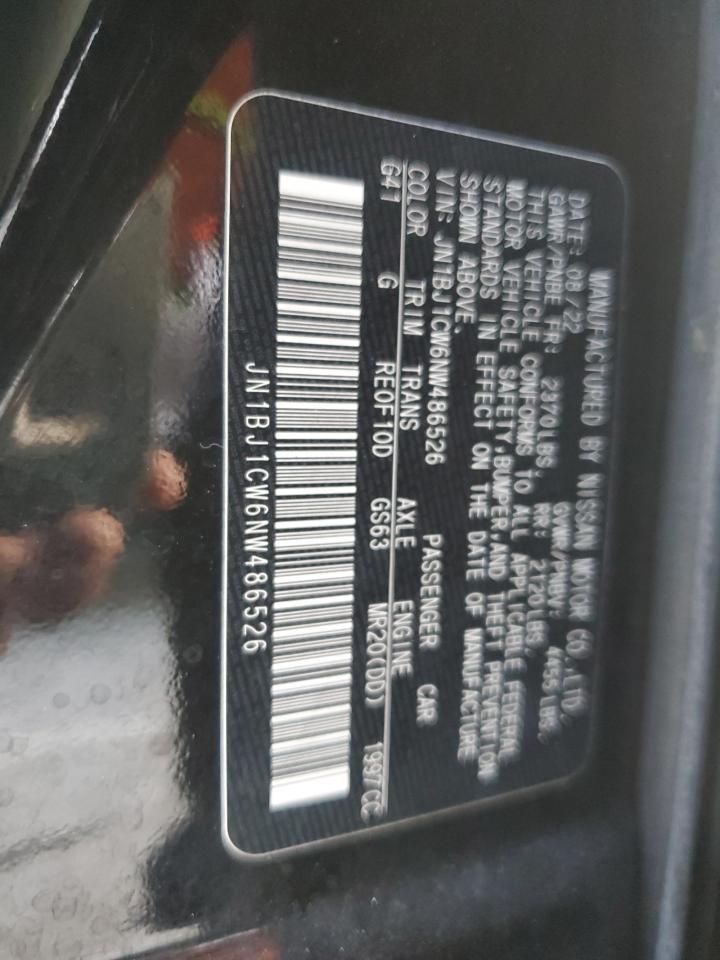 MANUFACTURED BY NISSAN MOTOR CO.,LTD.
DATE: 08/22 GVWR/PNBV: 4455 LBS.
GAWR/PNBE FR: 2370LBS. RR: 2120LBS.
THIS VEHICLE CONFORMS TO ALL APPLICABLE FEDERAL
MOTOR VEHICLE SAFETY, BUMPER, AND THEFT PREVENTION
STANDARDS IN EFFECT ON THE DATE OF MANUFACTURE
SHOWN ABOVE.
VIN: JN1BJ1CW6NW486526 PASSENGER CAR
COLOR TRIM TRANS AXLE ENGINE
G41 G RE0F10D GS63 MR20(DD) 1997CC
JN1BJ1CW6NW486526